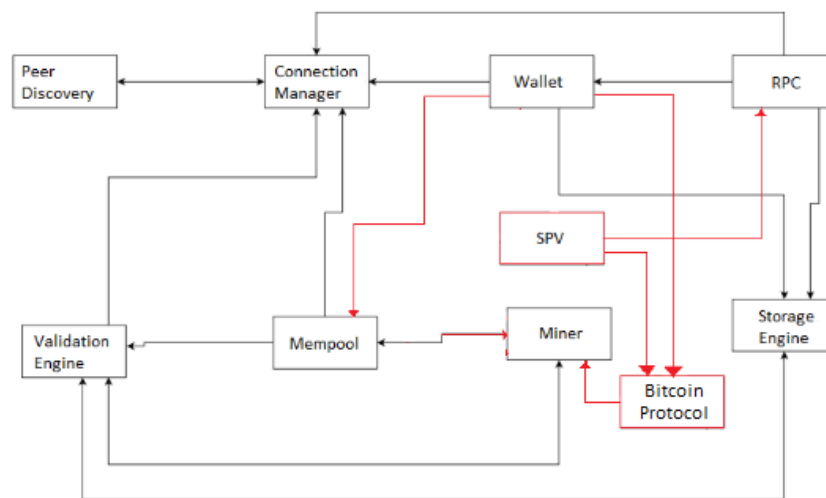 Peer
Discovery
Connection
Manager
Wallet
RPC
SPV
Validation
Engine
Mempool
Miner
Storage
Engine
Bitcoin
Protocol